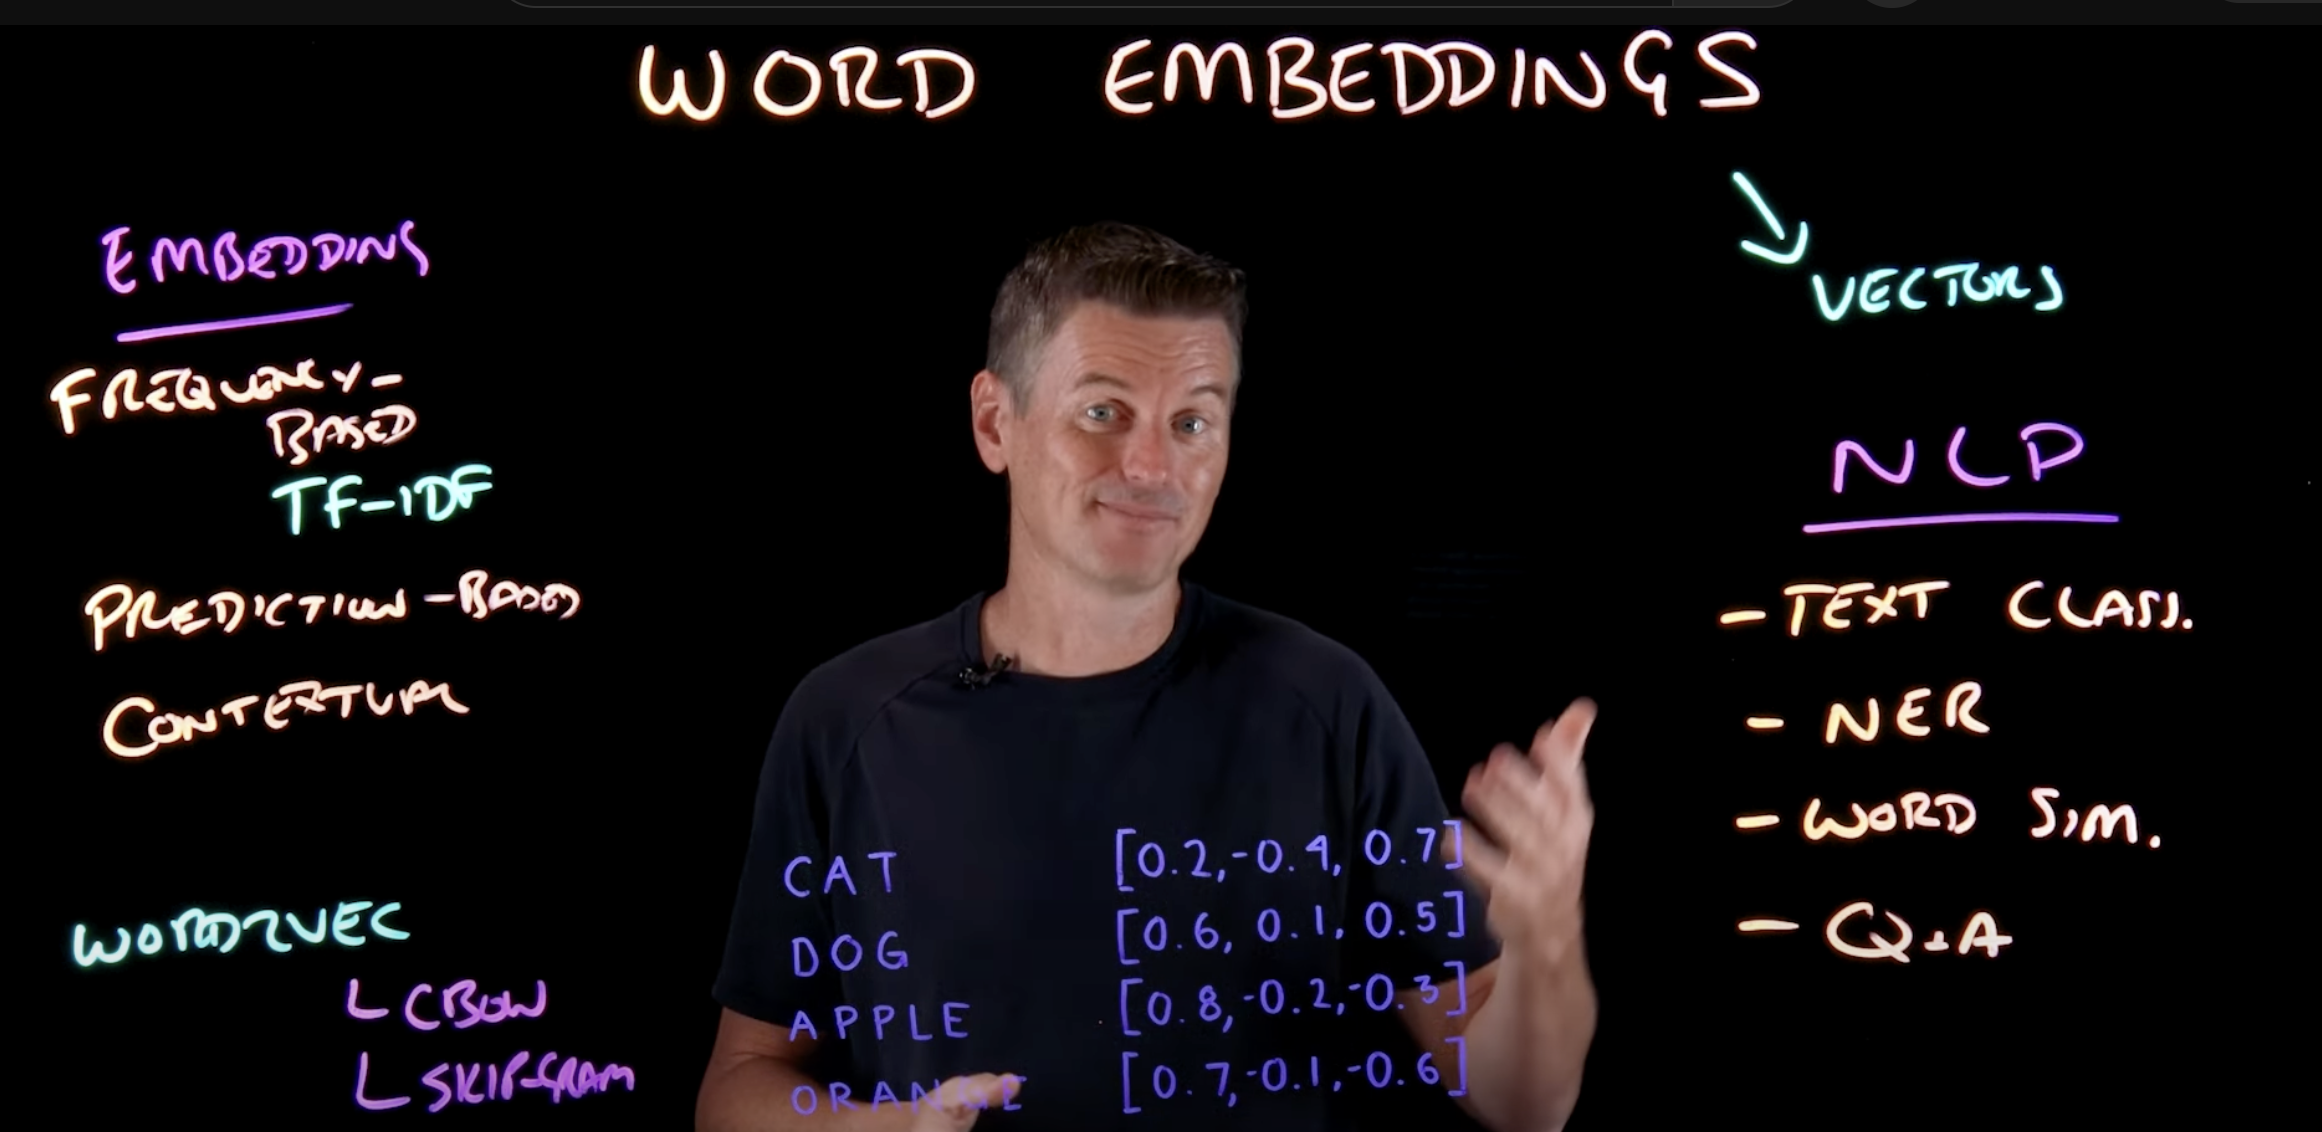 WORD EMBEDDINGS
EMBEDDING
FREQUENCY-
BASED
TF-IDF
PREDICTION-BASED
CONTEXTUAL
WORD2VEC
CBOW
SKIP-GRAM
CAT [0.2,-0.4, 0.7]
DOG [0.6, 0.1, 0.5]
APPLE [0.8,-0.2,-0.3]
ORANGE [0.7,-0.1,-0.6]
VECTORS
NLP
- TEXT CLASS.
- NER
- WORD SIM.
- Q+A